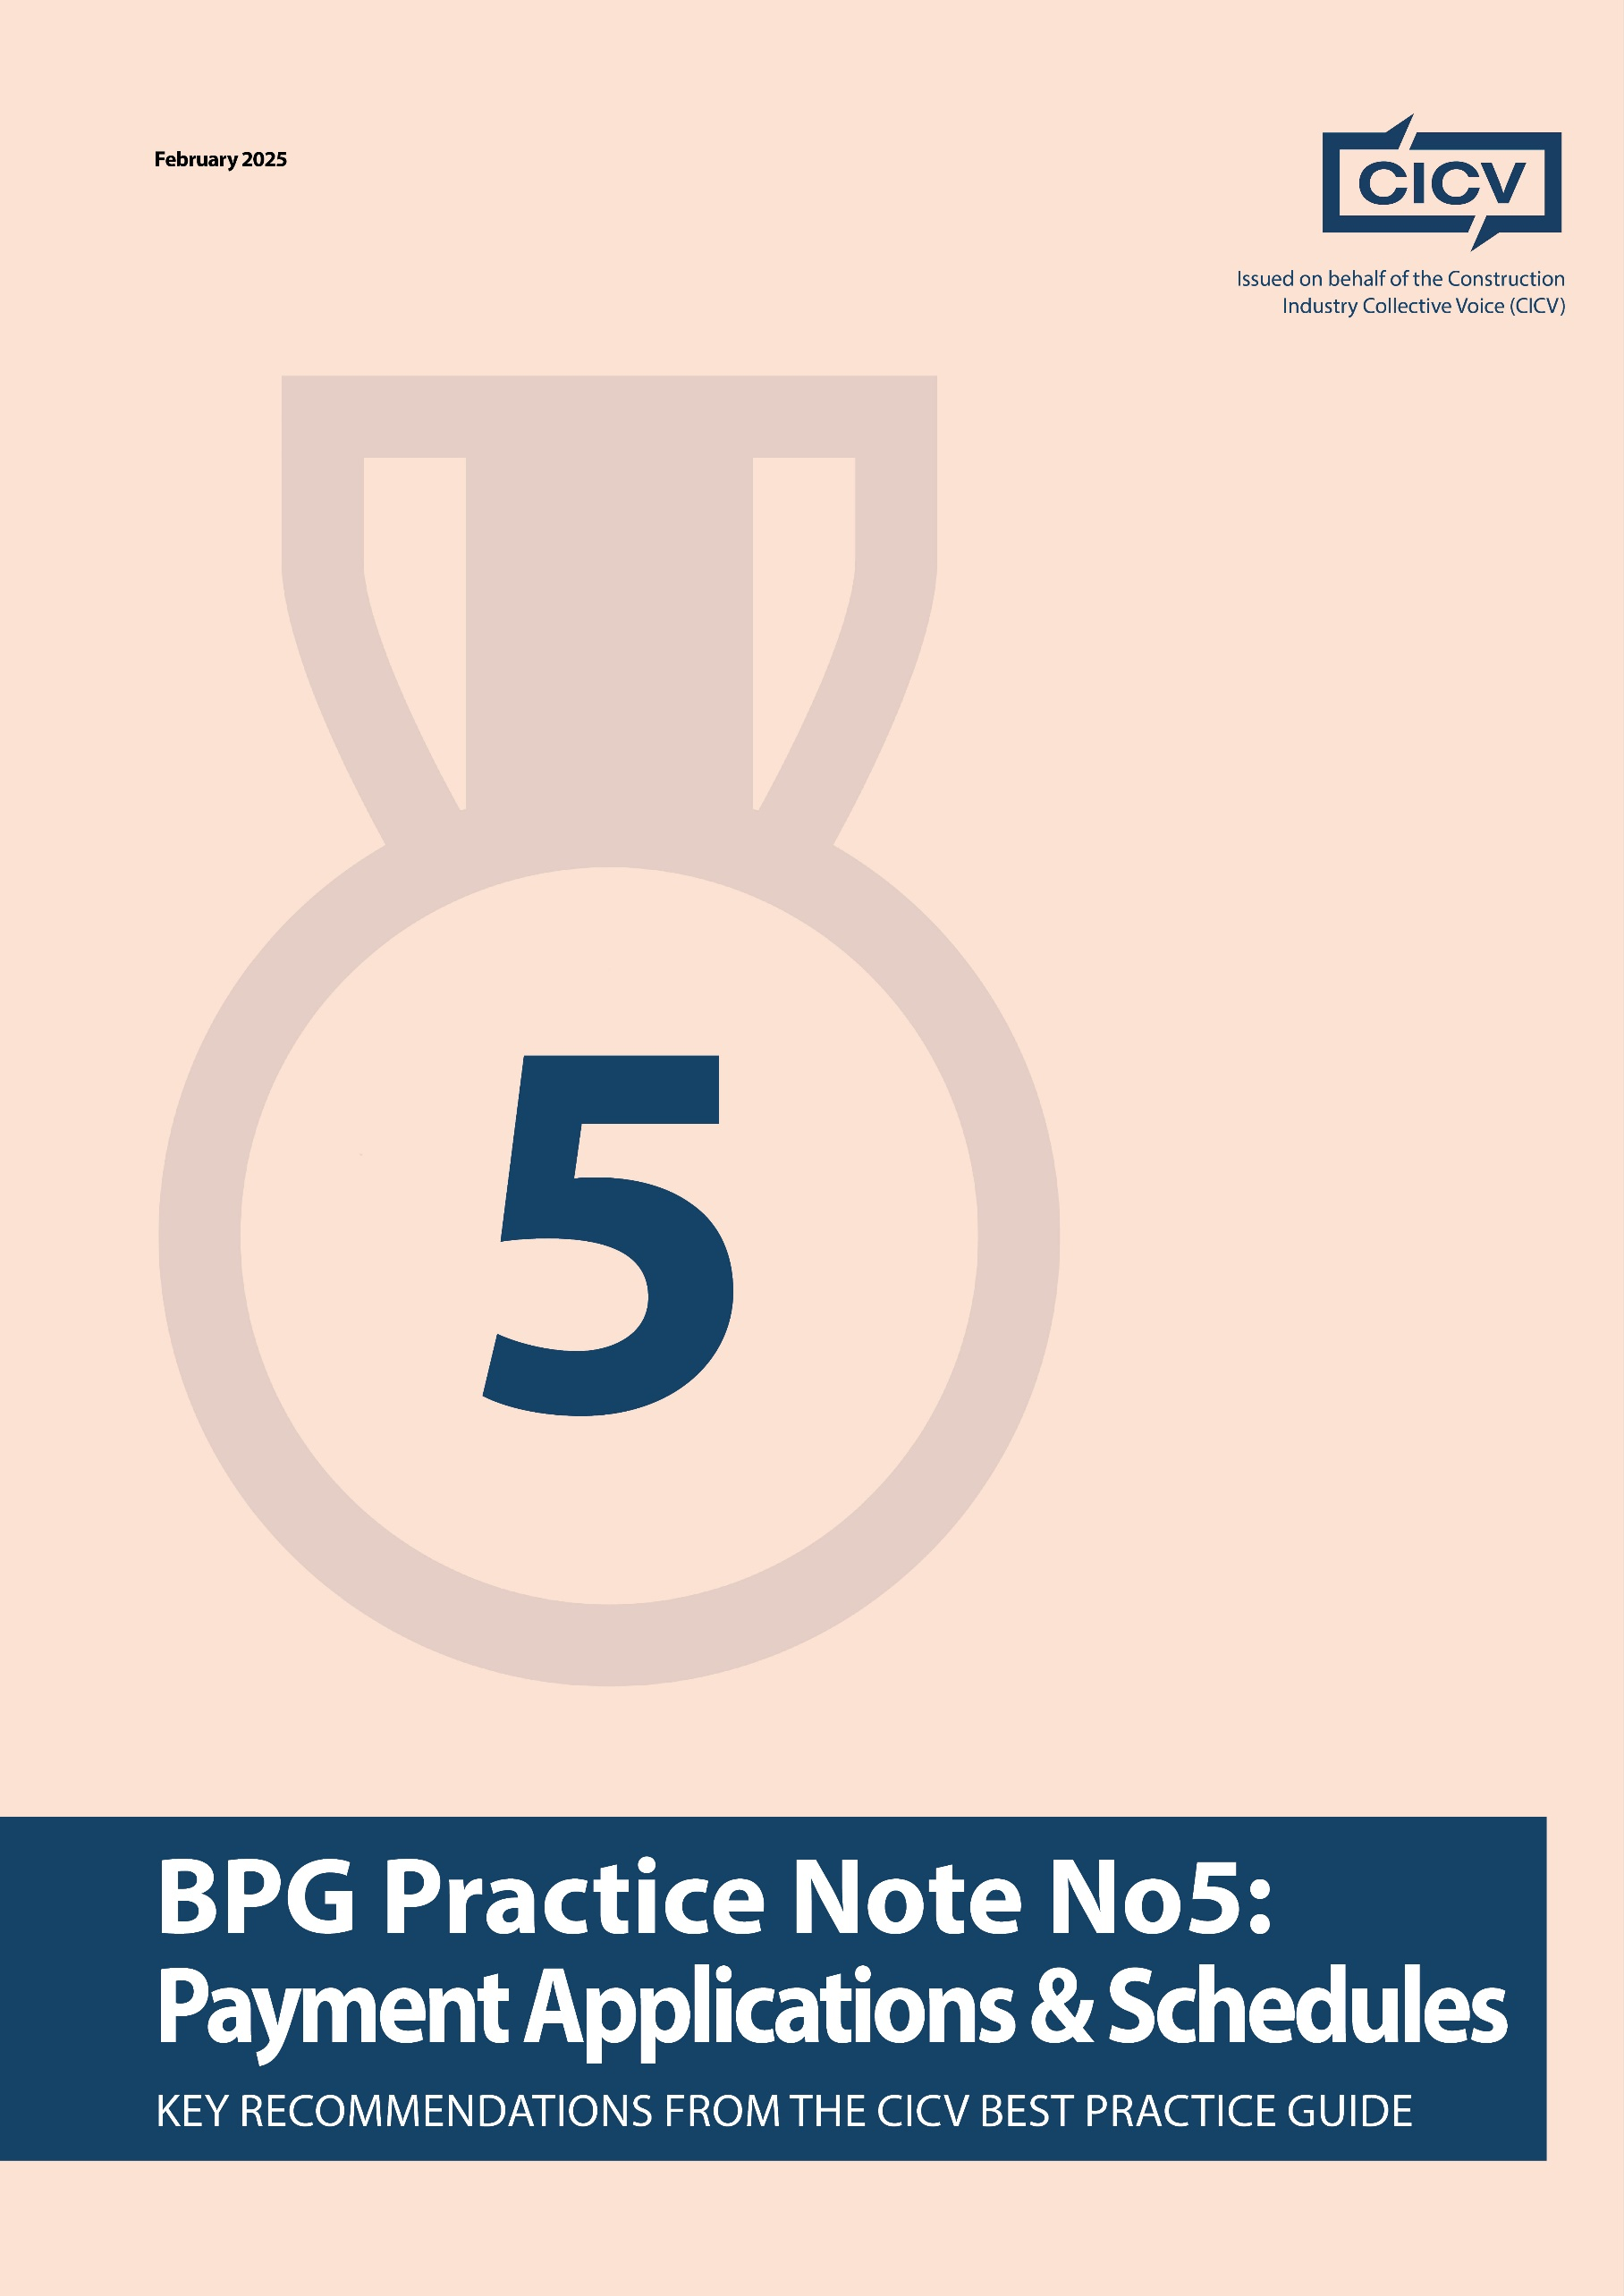 February 2025
CICV
Issued on behalf of the Construction
Industry Collective Voice (CICV)
5
BPG Practice Note No5:
Payment Applications & Schedules
KEY RECOMMENDATIONS FROM THE CICV BEST PRACTICE GUIDE